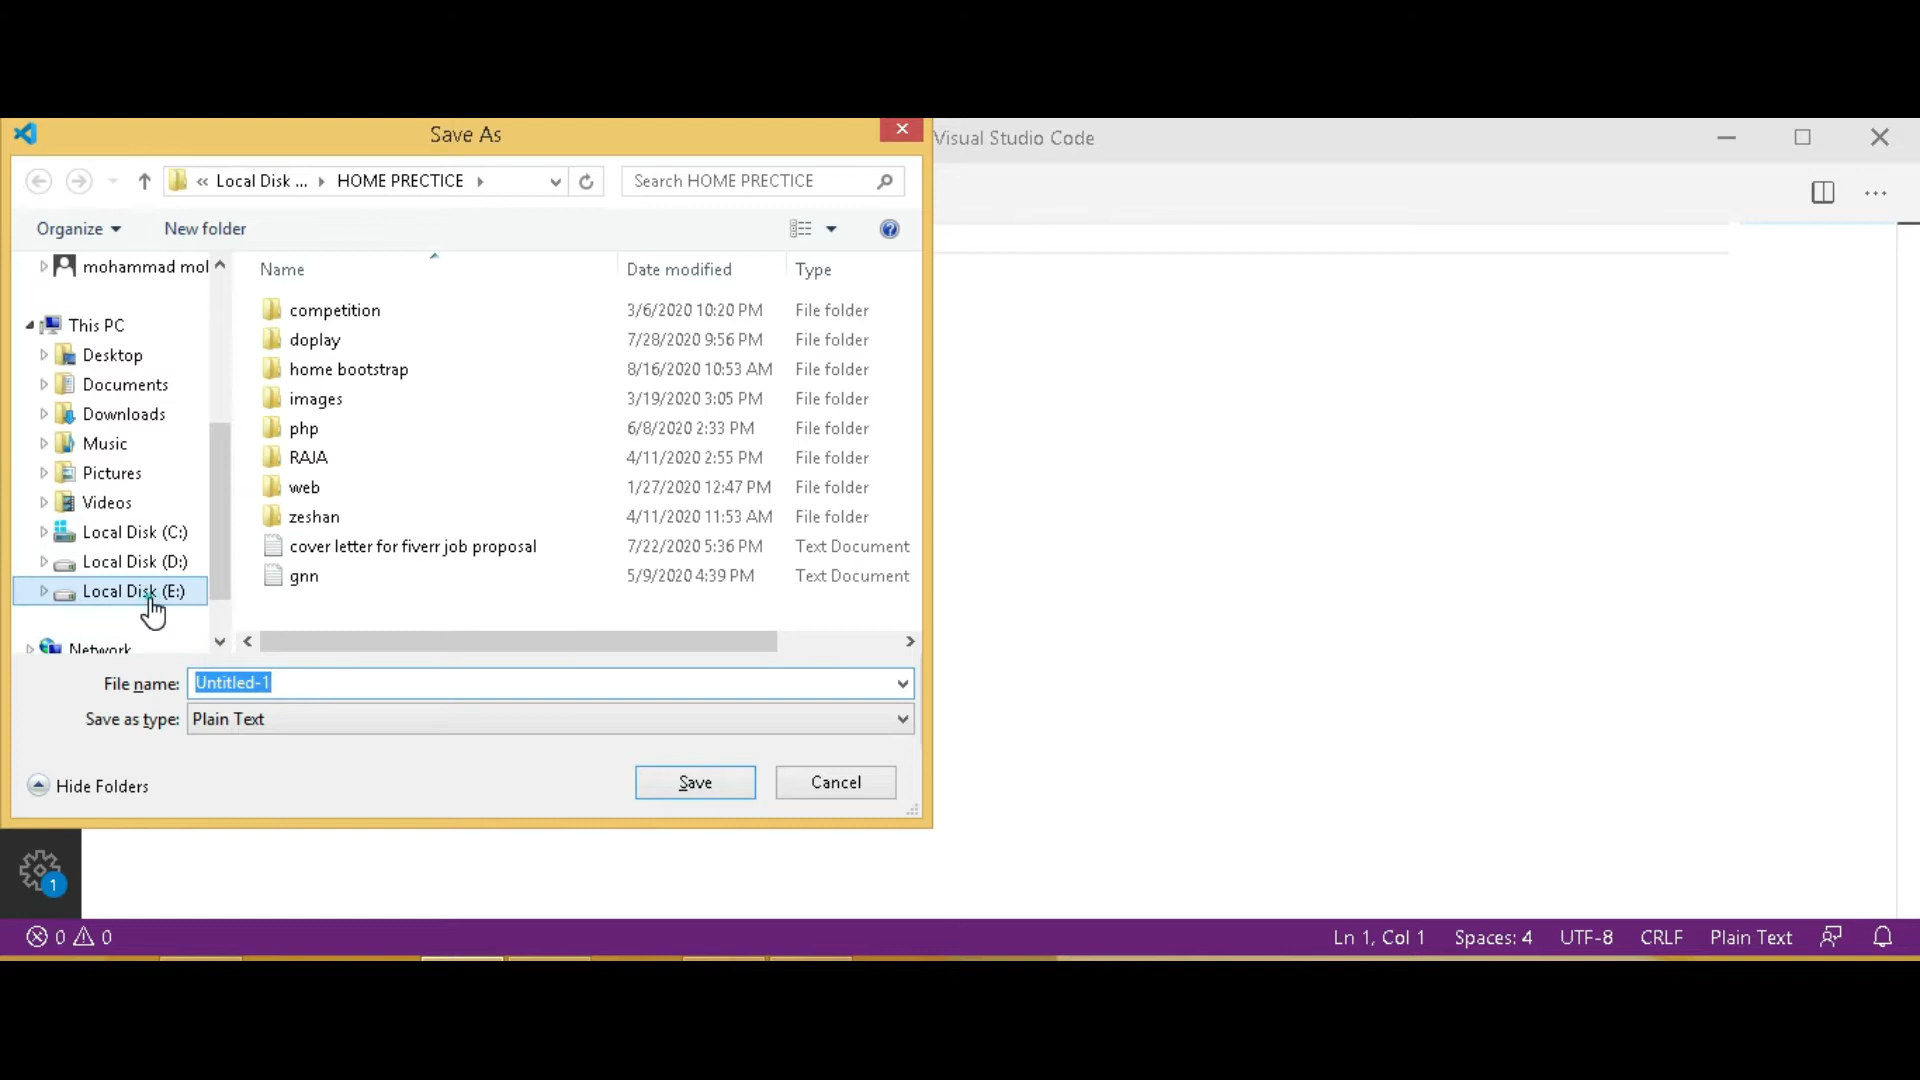 Save As
Visual Studio Code
« Local Disk ... HOME PRECTICE
Search HOME PRECTICE
Organize
New folder
mohammad mol
This PC
Desktop
Documents
Downloads
Music
Pictures
Videos
Local Disk (C:)
Local Disk (D:)
Local Disk (E:)
Network
Name Date modified Type
competition 3/6/2020 10:20 PM File folder
doplay 7/28/2020 9:56 PM File folder
home bootstrap 8/16/2020 10:53 AM File folder
images 3/19/2020 3:05 PM File folder
php 6/8/2020 2:33 PM File folder
RAJA 4/11/2020 2:55 PM File folder
web 1/27/2020 12:47 PM File folder
zeshan 4/11/2020 11:53 AM File folder
cover letter for fiverr job proposal 7/22/2020 5:36 PM Text Document
gnn 5/9/2020 4:39 PM Text Document
File name: Untitled-1
Save as type: Plain Text
Hide Folders
Save
Cancel
1
0 0
Ln 1, Col 1 Spaces: 4 UTF-8 CRLF Plain Text